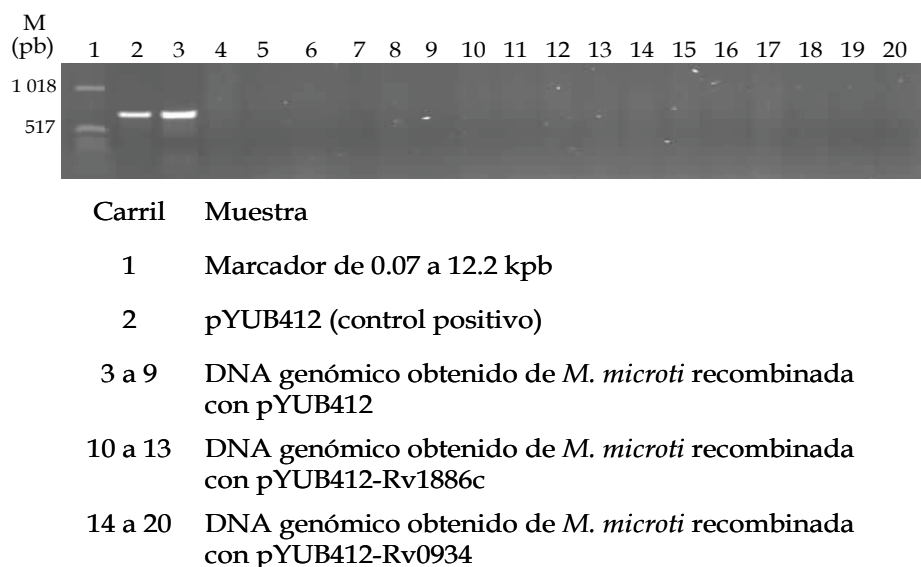 M
(pb) 1 2 3 4 5 6 7 8 9 10 11 12 13 14 15 16 17 18 19 20
1 018
517
Carril Muestra
1 Marcador de 0.07 a 12.2 kpb
2 pYUB412 (control positivo)
3 a 9 DNA genómico obtenido de M. microti recombinada
con pYUB412
10 a 13 DNA genómico obtenido de M. microti recombinada
con pYUB412-Rv1886c
14 a 20 DNA genómico obtenido de M. microti recombinada
con pYUB412-Rv0934